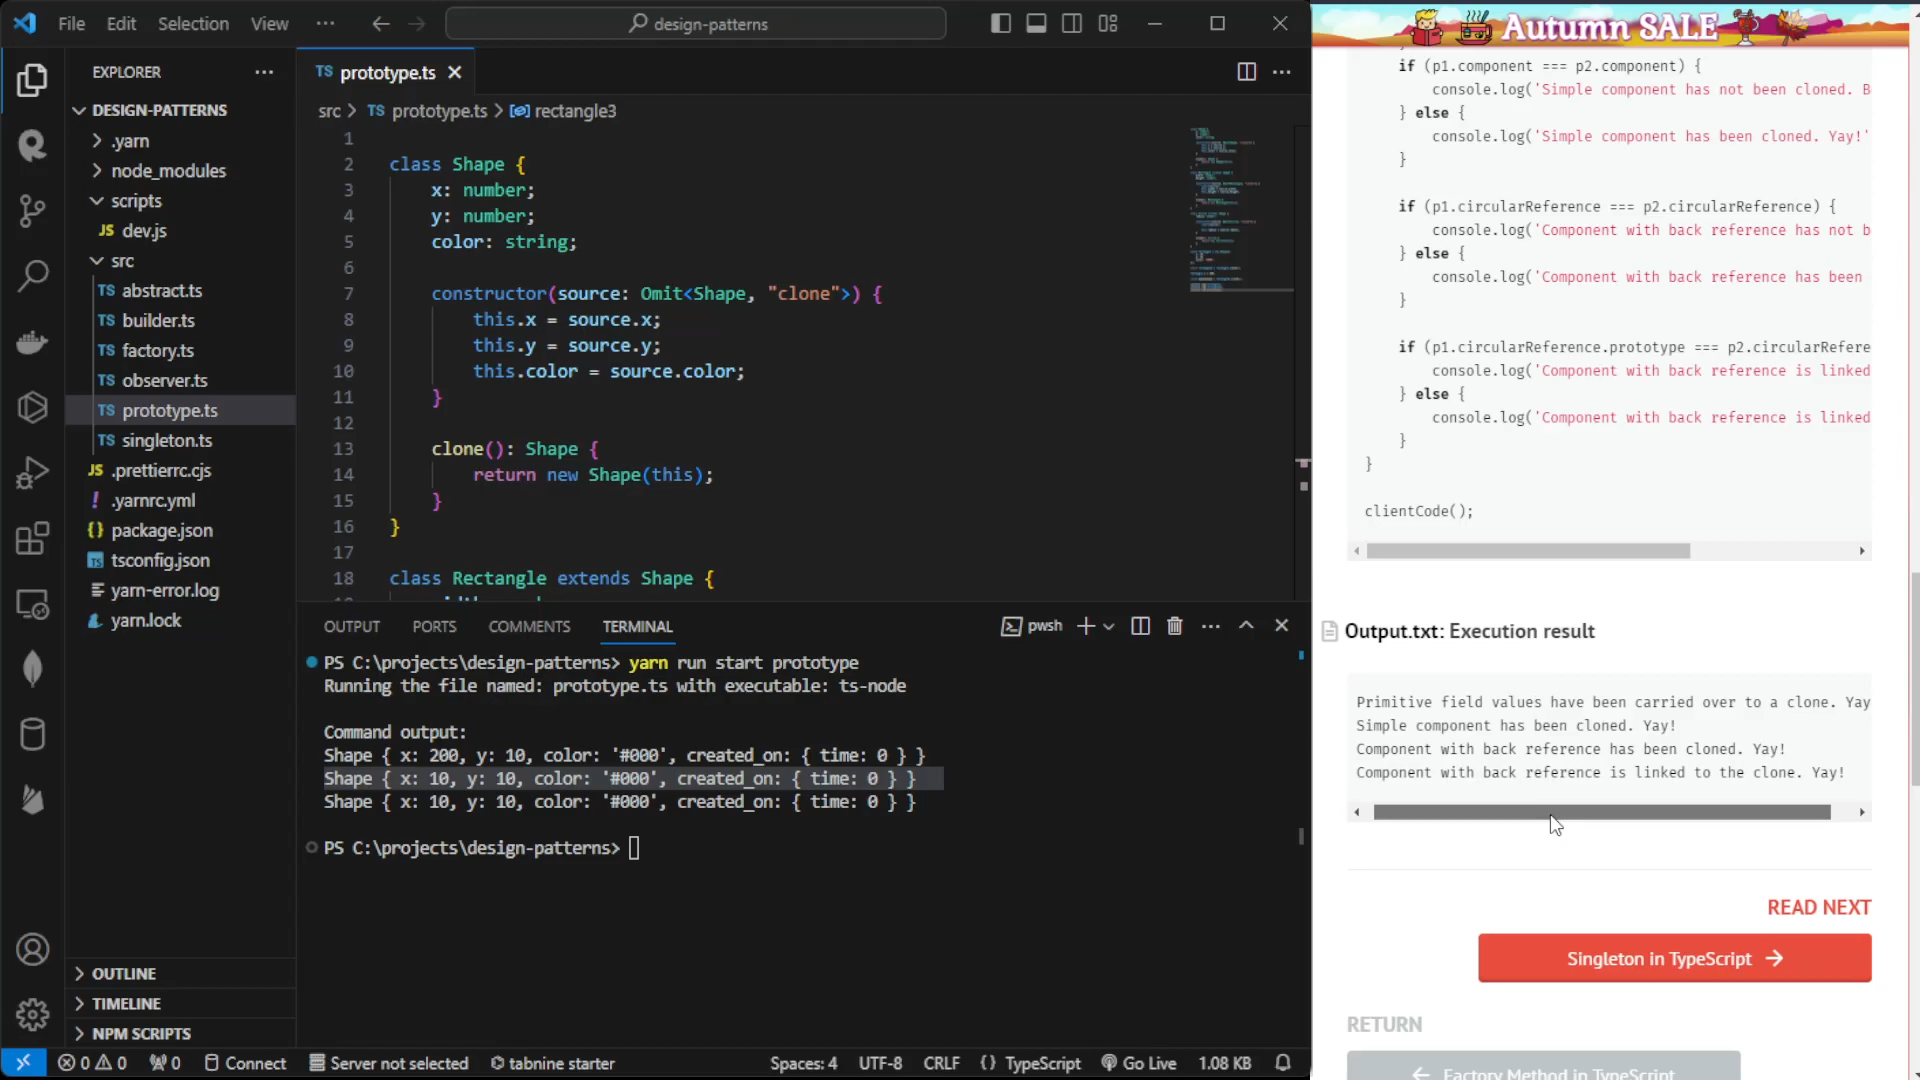 File Edit Selection View
design-patterns
EXPLORER
DESIGN-PATTERNS
.yarn
node_modules
scripts
JS dev.js
src
TS abstract.ts
TS builder.ts
TS factory.ts
TS observer.ts
TS prototype.ts
TS singleton.ts
JS .prettierrc.cjs
! .yarnrc.yml
{} package.json
TS tsconfig.json
yarn-error.log
yarn.lock
OUTLINE
TIMELINE
NPM SCRIPTS
TS prototype.ts
src > TS prototype.ts > rectangle3
1
2 class Shape {
3 x: number;
4 y: number;
5 color: string;
6
7 constructor(source: Omit<Shape, "clone">) {
8 this.x = source.x;
9 this.y = source.y;
10 this.color = source.color;
11 }
12
13 clone(): Shape {
14 return new Shape(this);
15 }
16 }
17
18 class Rectangle extends Shape {
OUTPUT PORTS COMMENTS TERMINAL
pwsh
PS C:\projects\design-patterns> yarn run start prototype
Running the file named: prototype.ts with executable: ts-node
Command output:
Shape { x: 200, y: 10, color: '#000', created_on: { time: 0 } }
Shape { x: 10, y: 10, color: '#000', created_on: { time: 0 } }
Shape { x: 10, y: 10, color: '#000', created_on: { time: 0 } }
PS C:\projects\design-patterns>
0 0 0 Connect Server not selected tabnine starter Spaces: 4 UTF-8 CRLF {} TypeScript Go Live 1.08 KB
Autumn SALE
if (p1.component === p2.component) {
console.log('Simple component has not been cloned. B
} else {
console.log('Simple component has been cloned. Yay!'
}
if (p1.circularReference === p2.circularReference) {
console.log('Component with back reference has not b
} else {
console.log('Component with back reference has been
}
if (p1.circularReference.prototype === p2.circularRefere
console.log('Component with back reference is linked
} else {
console.log('Component with back reference is linked
}
}
clientCode();
Output.txt: Execution result
Primitive field values have been carried over to a clone. Yay
Simple component has been cloned. Yay!
Component with back reference has been cloned. Yay!
Component with back reference is linked to the clone. Yay!
READ NEXT
Singleton in TypeScript
RETURN
Factory Method in TypeScript